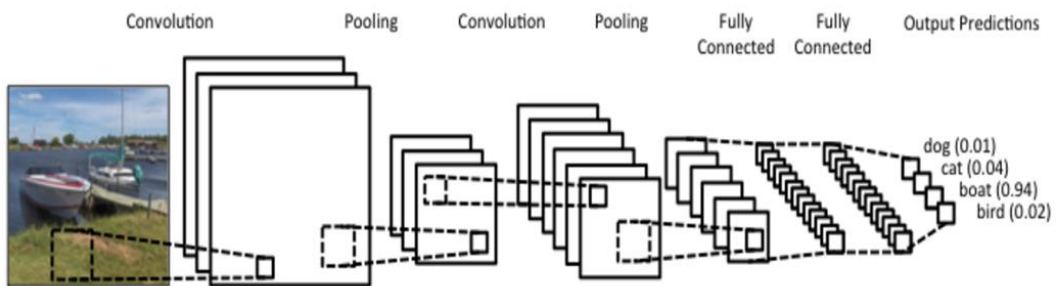 Convolution
Pooling
Convolution
Pooling
Fully
Connected
Fully
Connected
Output Predictions
dog (0.01)
cat (0.04)
boat (0.94)
bird (0.02)